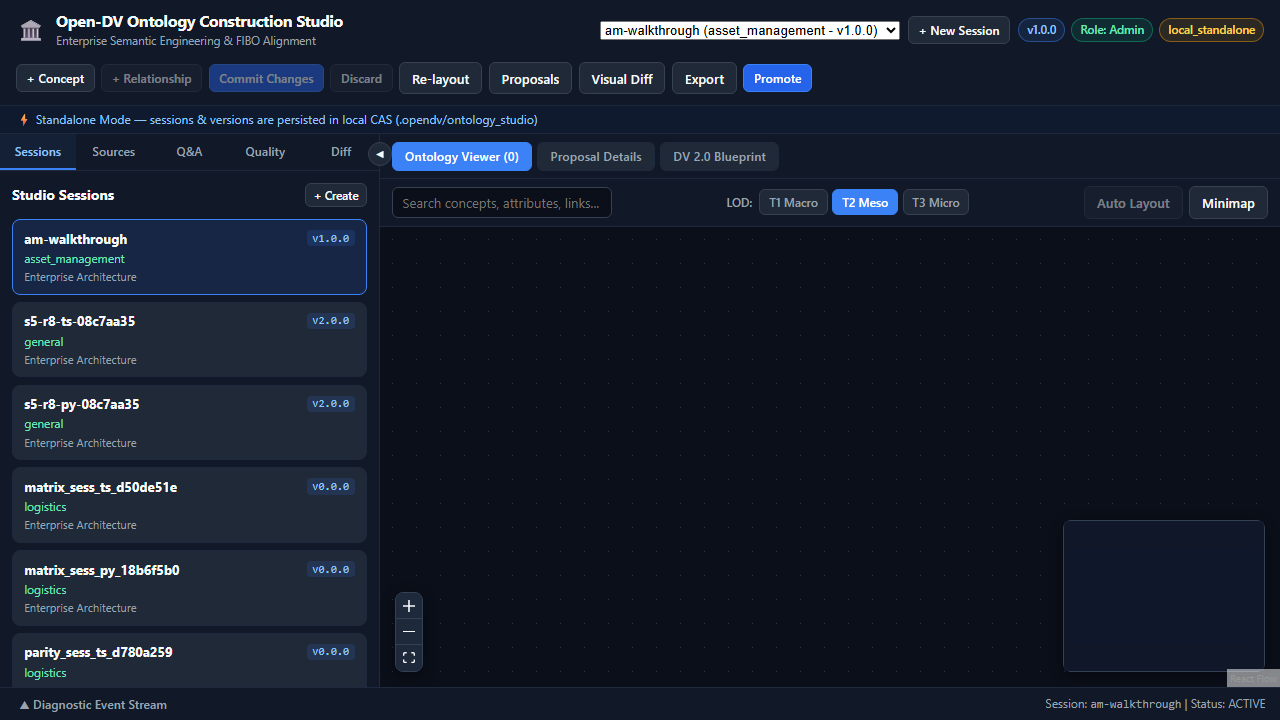 Open-DV Ontology Construction Studio
Enterprise Semantic Engineering & FIBO Alignment
am-walkthrough (asset_management - v1.0.0)
+ New Session
v1.0.0
Role: Admin
local_standalone
+ Concept
+ Relationship
Commit Changes
Discard
Re-layout
Proposals
Visual Diff
Export
Promote
Standalone Mode — sessions & versions are persisted in local CAS (.opendv/ontology_studio)
Sessions
Sources
Q&A
Quality
Diff
Ontology Viewer (0)
Proposal Details
DV 2.0 Blueprint
Studio Sessions
+ Create
Search concepts, attributes, links...
LOD:
T1 Macro
T2 Meso
T3 Micro
Auto Layout
Minimap
am-walkthrough
v1.0.0
asset_management
Enterprise Architecture
s5-r8-ts-08c7aa35
v2.0.0
general
Enterprise Architecture
s5-r8-py-08c7aa35
v2.0.0
general
Enterprise Architecture
matrix_sess_ts_d50de51e
v0.0.0
logistics
Enterprise Architecture
matrix_sess_py_18b6f5b0
v0.0.0
logistics
Enterprise Architecture
parity_sess_ts_d780a259
v0.0.0
logistics
React Flow
▲ Diagnostic Event Stream
Session: am-walkthrough | Status: ACTIVE